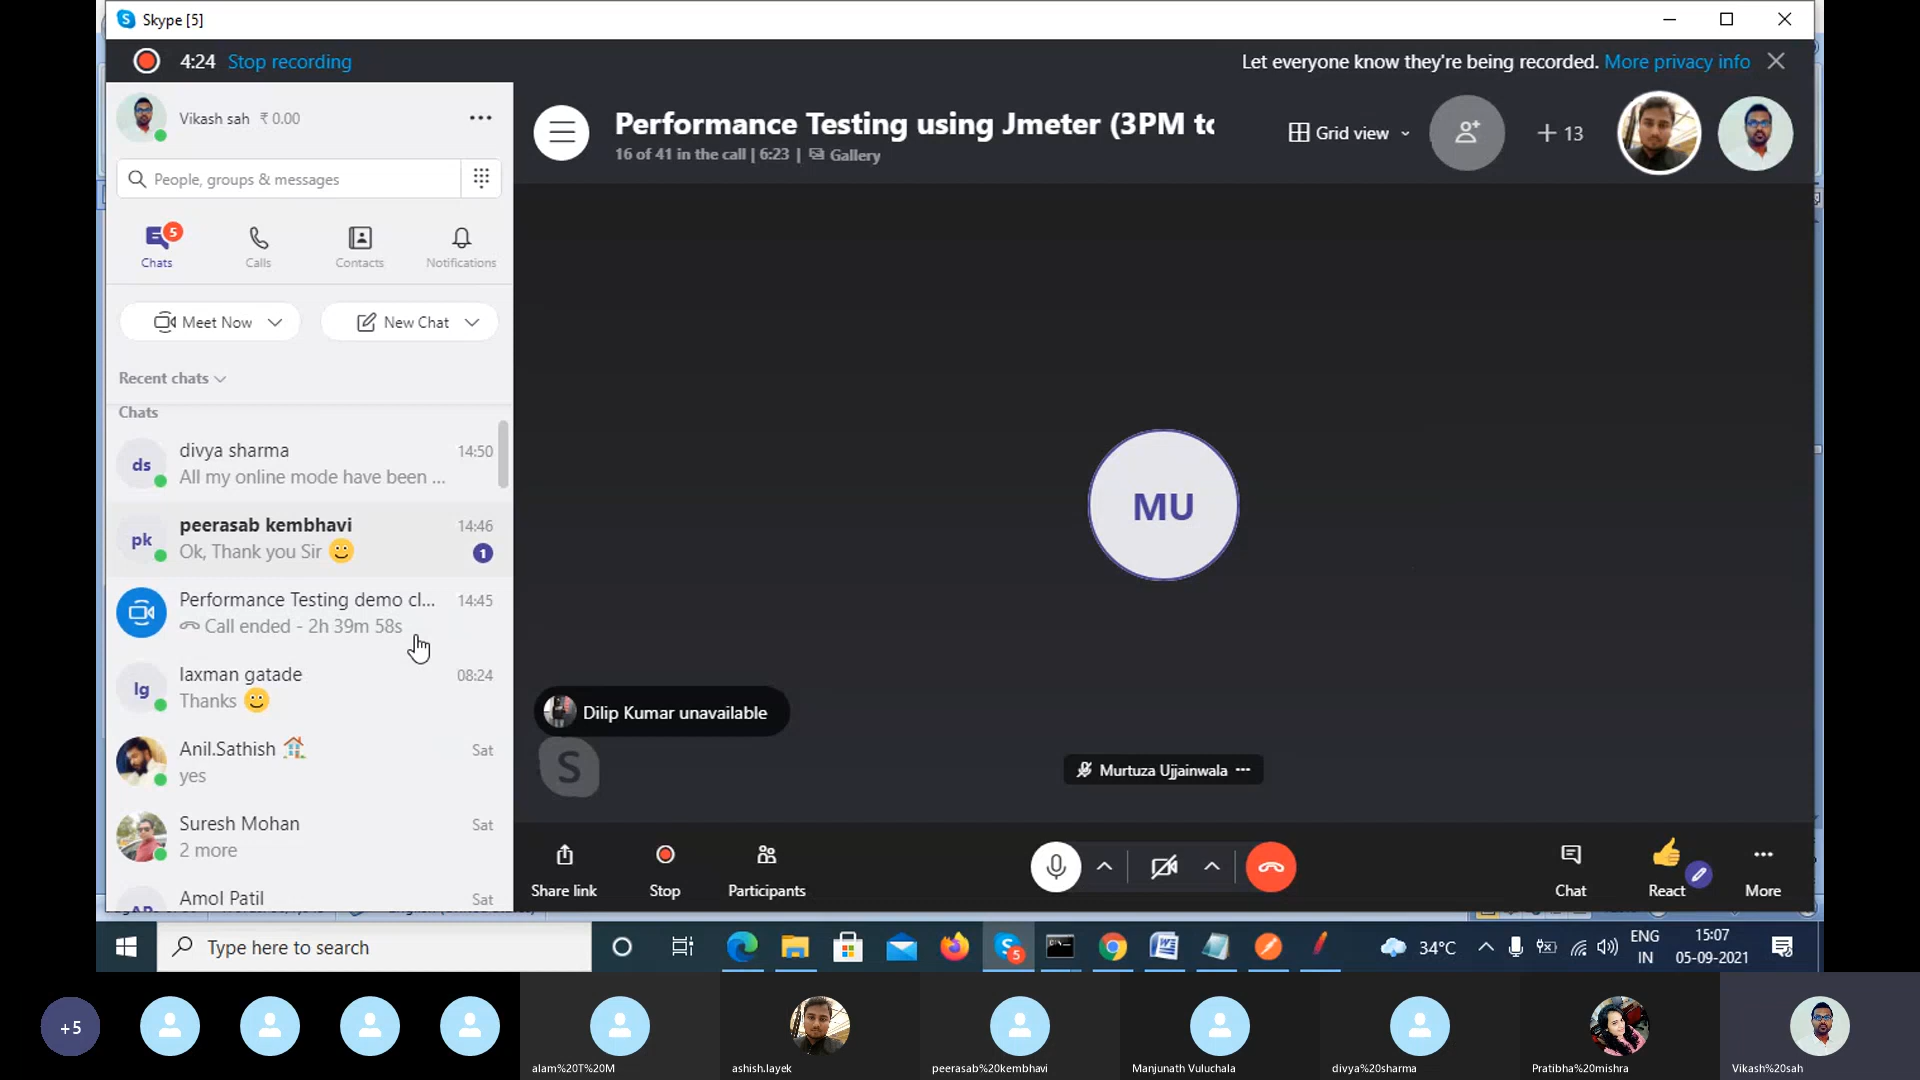 Skype [5]
4:24 Stop recording
Let everyone know they're being recorded. More privacy info
Vikash sah ₹ 0.00
People, groups & messages
5
Chats
Calls
Contacts
Notifications
Meet Now
New Chat
Recent chats
Chats
ds
divya sharma 14:50
All my online mode have been ...
pk
peerasab kembhavi 14:46
Ok, Thank you Sir
1
Performance Testing demo cl... 14:45
Call ended - 2h 39m 58s
lg
laxman gatade 08:24
Thanks
Anil.Sathish Sat
yes
Suresh Mohan Sat
2 more
Amol Patil Sat
Performance Testing using Jmeter (3PM to
16 of 41 in the call | 6:23 | Gallery
Grid view
+ 13
MU
Dilip Kumar unavailable
S
Murtuza Ujjainwala
Share link
Stop
Participants
Chat
React
More
Type here to search
5
34°C
ENG
IN
15:07
05-09-2021
+5
alam%20T%20M
ashish.layek
peerasab%20kembhavi
Manjunath Vuluchala
divya%20sharma
Pratibha%20mishra
Vikash%20sah